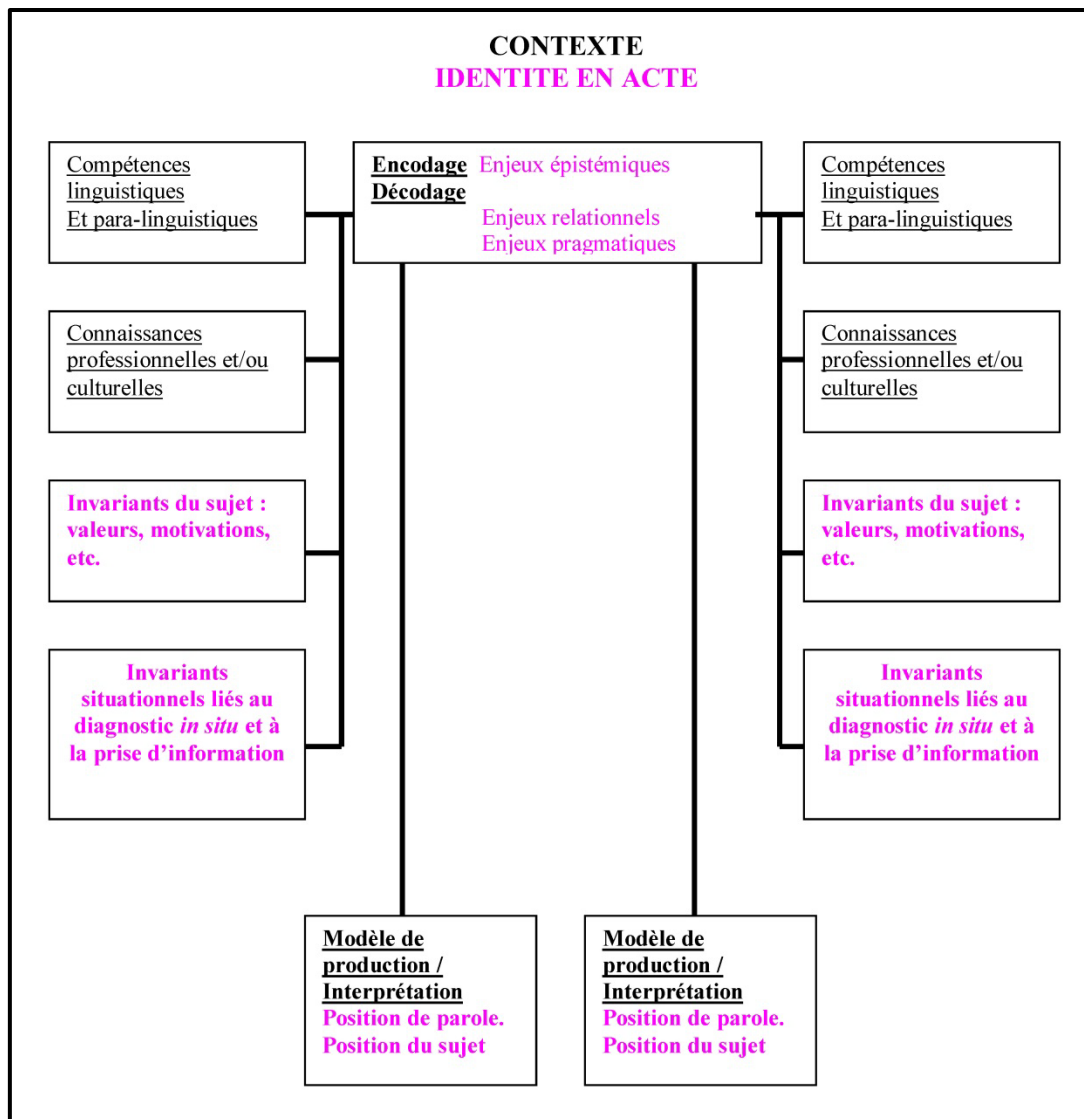 CONTEXTE
IDENTITE EN ACTE
Compétences
linguistiques
Et para-linguistiques
Encodage Enjeux épistémiques
Décodage
Enjeux relationnels
Enjeux pragmatiques
Compétences
linguistiques
Et para-linguistiques
Connaissances
professionnelles et/ou
culturelles
Connaissances
professionnelles et/ou
culturelles
Invariants du sujet :
valeurs, motivations,
etc.
Invariants du sujet :
valeurs, motivations,
etc.
Invariants
situationnels liés au
diagnostic in situ et à
la prise d’information
Invariants
situationnels liés au
diagnostic in situ et à
la prise d’information
Modèle de
production /
Interprétation
Position de parole.
Position du sujet
Modèle de
production /
Interprétation
Position de parole.
Position du sujet